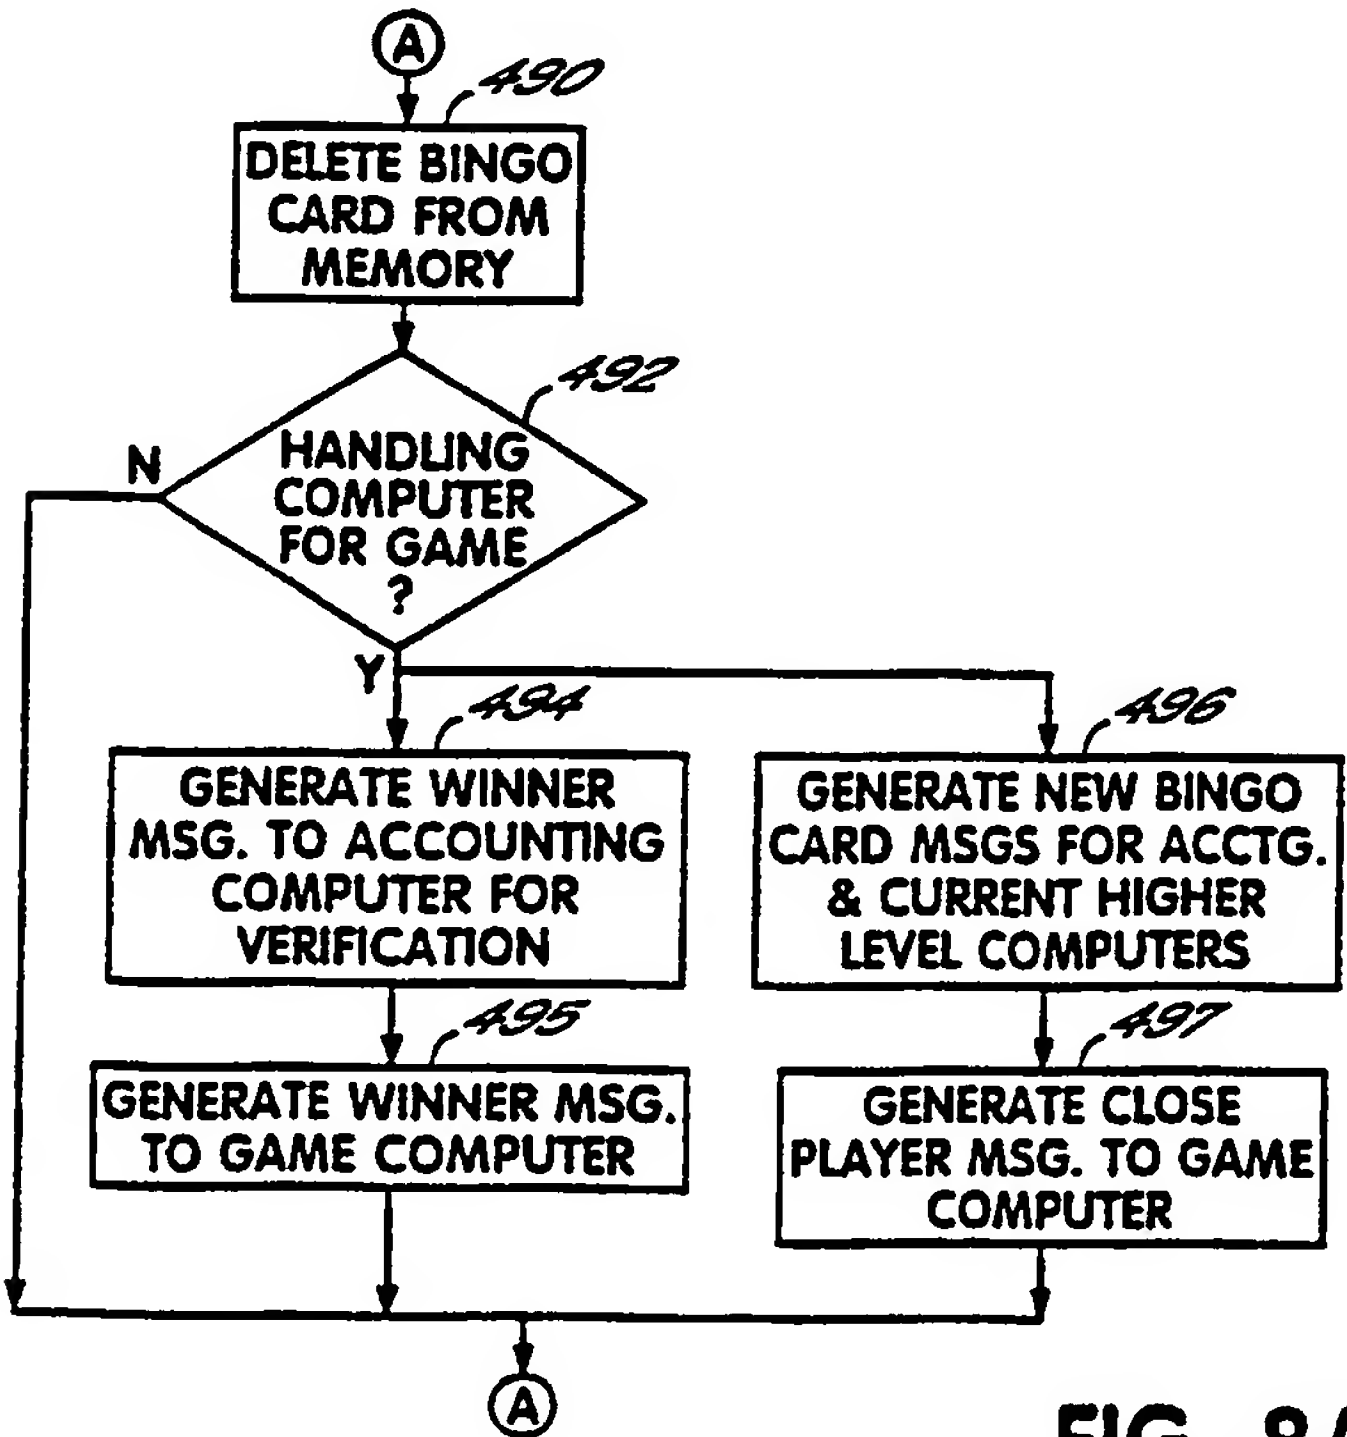 A
490
DELETE BINGO
CARD FROM
MEMORY
492
N
HANDLING
COMPUTER
FOR GAME
?
Y
494
GENERATE WINNER
MSG. TO ACCOUNTING
COMPUTER FOR
VERIFICATION
496
GENERATE NEW BINGO
CARD MSGS FOR ACCTG.
& CURRENT HIGHER
LEVEL COMPUTERS
495
GENERATE WINNER MSG.
TO GAME COMPUTER
497
GENERATE CLOSE
PLAYER MSG. TO GAME
COMPUTER
A
FIG.